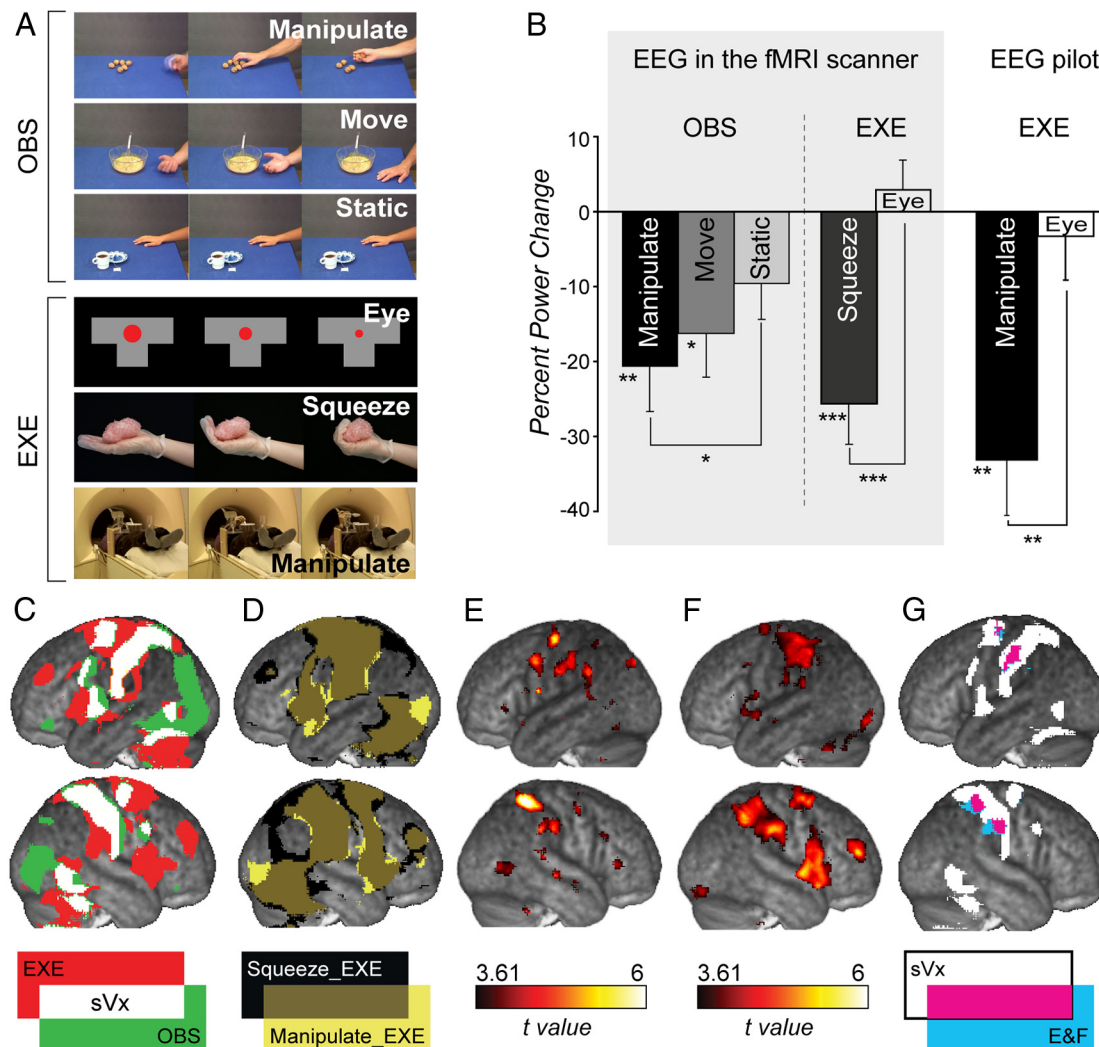 A
OBS
Manipulate
Move
Static
EXE
Eye
Squeeze
Manipulate
B
EEG in the fMRI scanner
EEG pilot
OBS
EXE
EXE
Percent Power Change
10
0
-10
-20
-30
-40
Manipulate
Move
Static
Squeeze
Eye
Manipulate
Eye
**
*
*
***
***
**
**
C
D
E
F
G
EXE
sVx
OBS
Squeeze_EXE
Manipulate_EXE
3.61 6
t value
3.61 6
t value
sVx
E&F